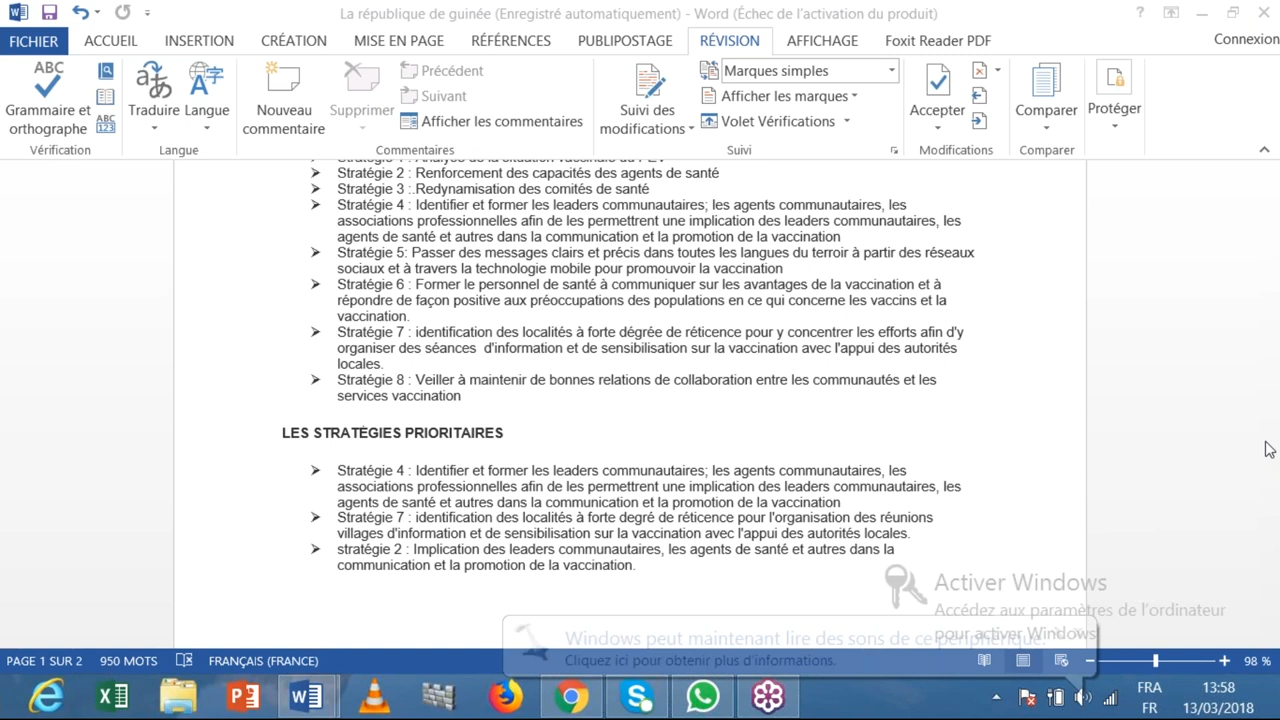 La république de guinée (Enregistré automatiquement) - Word (Échec de l'activation du produit)
FICHIER ACCUEIL INSERTION CRÉATION MISE EN PAGE RÉFÉRENCES PUBLIPOSTAGE RÉVISION AFFICHAGE Foxit Reader PDF Connexion
ABC
Grammaire et
orthographe
ABC
123
Vérification
Traduire
Langue
Langue
Nouveau
commentaire
Supprimer
Précédent
Suivant
Afficher les commentaires
Commentaires
Suivi des
modifications
Marques simples
Afficher les marques
Volet Vérifications
Suivi
Accepter
Modifications
Comparer
Comparer
Protéger
Stratégie 1 : Analyse de la situation vaccinale du PEV
Stratégie 2 : Renforcement des capacités des agents de santé
Stratégie 3 :.Redynamisation des comités de santé
Stratégie 4 : Identifier et former les leaders communautaires; les agents communautaires, les
associations professionnelles afin de les permettrent une implication des leaders communautaires, les
agents de santé et autres dans la communication et la promotion de la vaccination
Stratégie 5: Passer des messages clairs et précis dans toutes les langues du terroir à partir des réseaux
sociaux et à travers la technologie mobile pour promouvoir la vaccination
Stratégie 6 : Former le personnel de santé à communiquer sur les avantages de la vaccination et à
répondre de façon positive aux préoccupations des populations en ce qui concerne les vaccins et la
vaccination.
Stratégie 7 : identification des localités à forte dégrée de réticence pour y concentrer les efforts afin d'y
organiser des séances d'information et de sensibilisation sur la vaccination avec l'appui des autorités
locales.
Stratégie 8 : Veiller à maintenir de bonnes relations de collaboration entre les communautés et les
services vaccination
LES STRATÉGIES PRIORITAIRES
Stratégie 4 : Identifier et former les leaders communautaires; les agents communautaires, les
associations professionnelles afin de les permettrent une implication des leaders communautaires, les
agents de santé et autres dans la communication et la promotion de la vaccination
Stratégie 7 : identification des localités à forte degré de réticence pour l'organisation des réunions
villages d'information et de sensibilisation sur la vaccination avec l'appui des autorités locales.
stratégie 2 : Implication des leaders communautaires, les agents de santé et autres dans la
communication et la promotion de la vaccination.
Activer Windows
Accédez aux paramètres de l'ordinateur
pour activer Windows.
Windows peut maintenant lire des sons de ce périphérique.
Cliquez ici pour obtenir plus d'informations.
PAGE 1 SUR 2 950 MOTS FRANÇAIS (FRANCE) 98 %
FRA
FR
13:58
13/03/2018